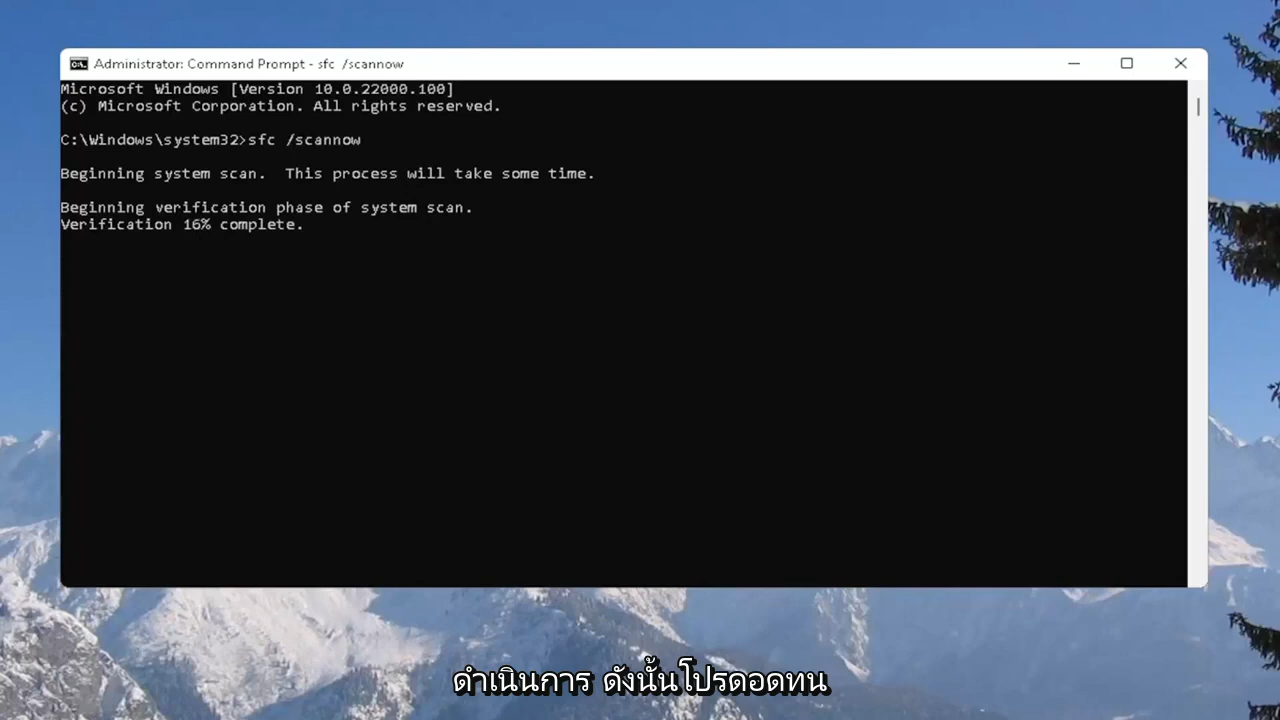 Administrator: Command Prompt - sfc  /scannow
Microsoft Windows [Version 10.0.22000.100]
(c) Microsoft Corporation. All rights reserved.
C:\Windows\system32>sfc /scannow
Beginning system scan.  This process will take some time.
Beginning verification phase of system scan.
Verification 16% complete.
ดำเนินการ ดังนั้นโปรดอดทน